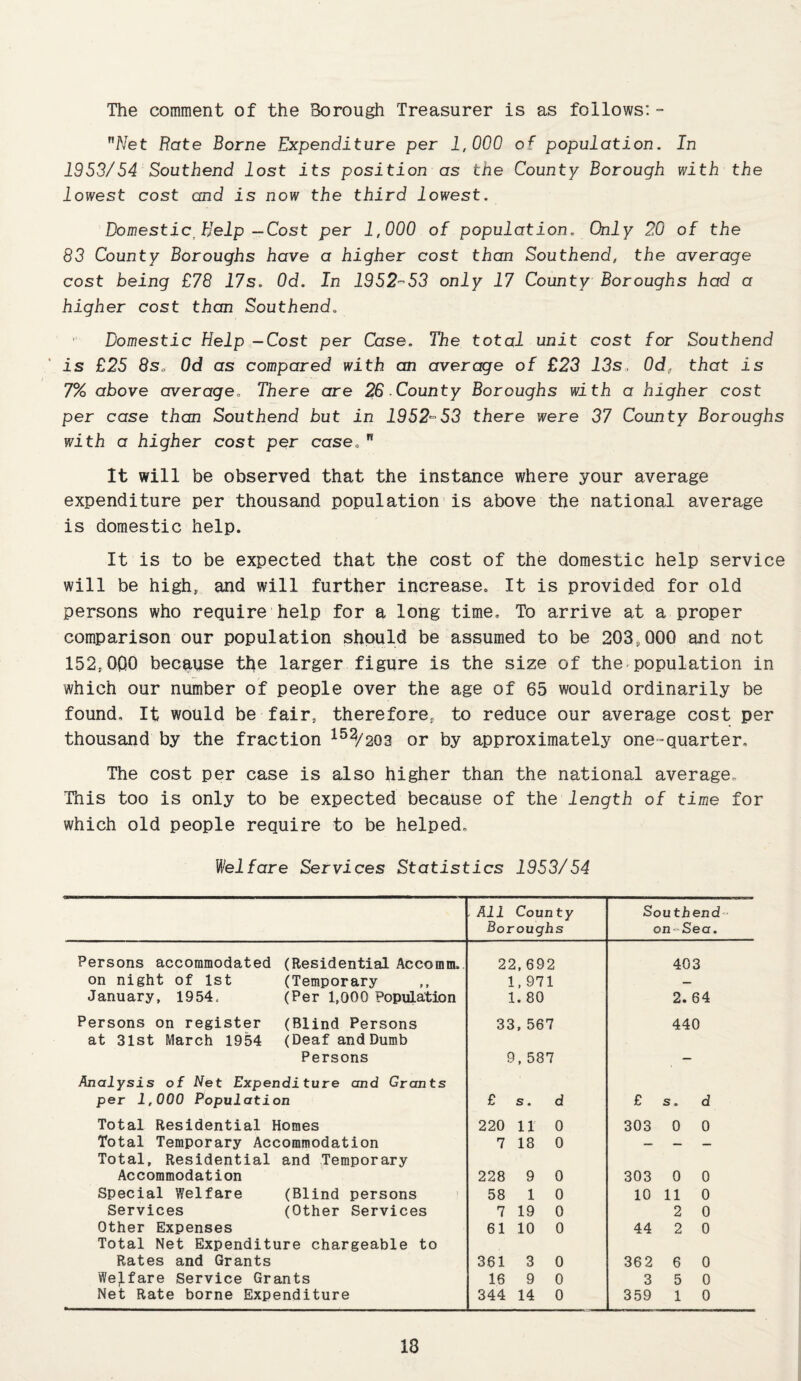 The comment of the Borough Treasurer is as follows: -
"Net Rate Borne Expenditure per 1,000 of population. In
1953/54 Southend lost its position as the County Borough with the
lowest cost and is now the third lowest.
Domestic Help - Cost per 1,000 of population. Only 20 of the
83 County Boroughs have a higher cost than Southend, the average
cost being £78 17s. 0d. In 1952-53 only 17 County Boroughs had a
higher cost than Southend.
Domestic Help - Cost per Case. The total unit cost for Southend
is £25 8s. 0d as compared with an average of £23 13s. 0d, that is
7% above average. There are 26 County Boroughs with a higher cost
per case than Southend but in 1952-53 there were 37 County Boroughs
with a higher cost per case."
It will be observed that the instance where your average
expenditure per thousand population is above the national average
is domestic help.
It is to be expected that the cost of the domestic help service
will be high, and will further increase. It is provided for old
persons who require help for a long time. To arrive at a proper
comparison our population should be assumed to be 203,000 and not
152,000 because the larger figure is the size of the population in
which our number of people over the age of 65 would ordinarily be
found. It would be fair, therefore, to reduce our average cost per
thousand by the fraction 152/203 or by approximately one-quarter.
The cost per case is also higher than the national average.
This too is only to be expected because of the length of time for
which old people require to be helped.
Welfare Services Statistics 1953/54
All County Boroughs Southend-on-Sea.
Persons accommodated (Residential Accomm. 22,692 403
on night of 1st (Temporary ,, 1,971 —
January, 1954. (Per 1,000 Population 1.80 2.64
Persons on register (Blind Persons 33,567 440
at 31st March 1954 (Deaf and Dumb
Persons 9,587 —
Analysis of Net Expenditure and Grants
per 1,000 Population £ s. d £ s. d
Total Residential Homes 220 11 0 303 0 0
Total Temporary Accommodation 7 18 0 — — —
Total, Residential and Temporary
Accommodation 228 9 0 303 0 0
Special Welfare (Blind persons 58 1 0 10 11 0
Services (Other Services 7 19 0 2 0
Other Expenses 61 10 0 44 2 0
Total Net Expenditure chargeable to
Rates and Grants 361 3 0 362 6 0
Welfare Service Grants 16 9 0 3 5 0
Net Rate borne Expenditure 344 14 0 359 1 0
18